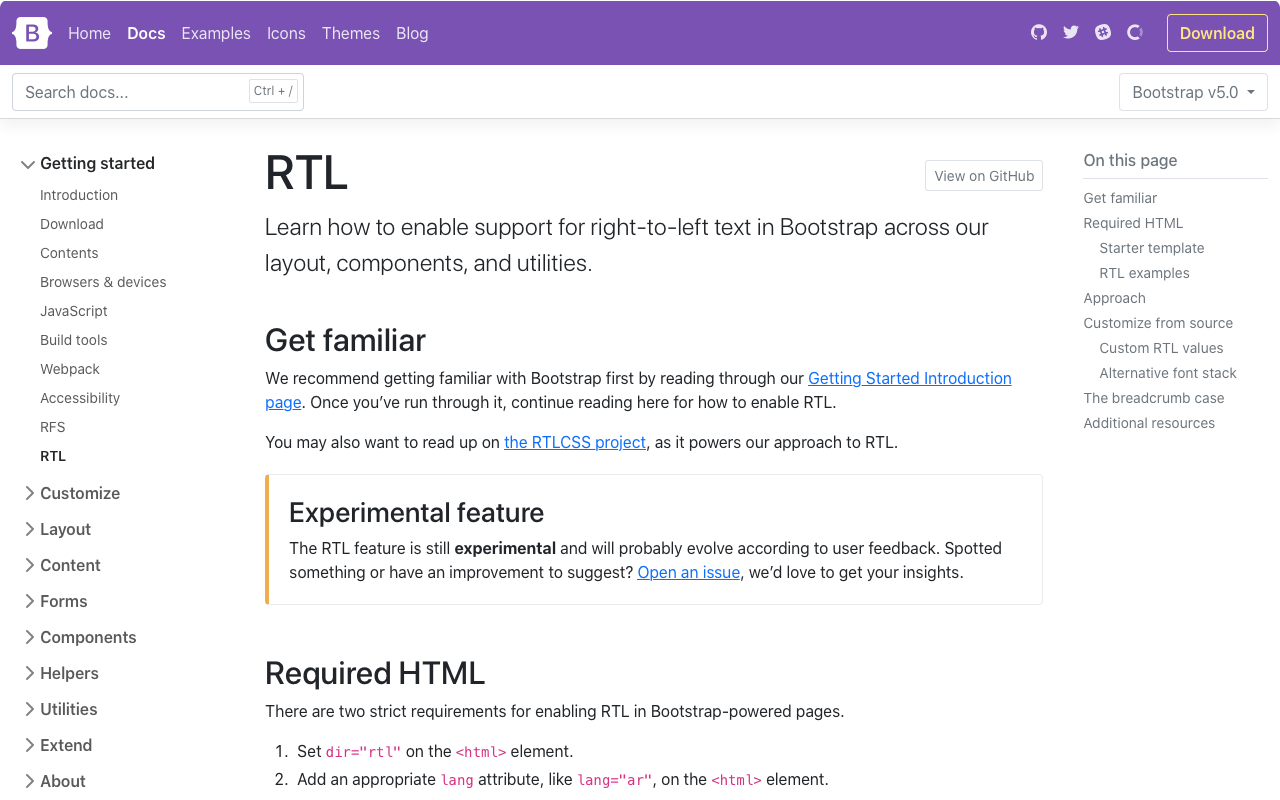 B Home Docs Examples Icons Themes Blog Download
Search docs... Ctrl + / Bootstrap v5.0
Getting started
Introduction
Download
Contents
Browsers & devices
JavaScript
Build tools
Webpack
Accessibility
RFS
RTL
Customize
Layout
Content
Forms
Components
Helpers
Utilities
Extend
About
RTL
View on GitHub
Learn how to enable support for right-to-left text in Bootstrap across our
layout, components, and utilities.
Get familiar
We recommend getting familiar with Bootstrap first by reading through our Getting Started Introduction
page. Once you’ve run through it, continue reading here for how to enable RTL.
You may also want to read up on the RTLCSS project, as it powers our approach to RTL.
Experimental feature
The RTL feature is still experimental and will probably evolve according to user feedback. Spotted
something or have an improvement to suggest? Open an issue, we’d love to get your insights.
Required HTML
There are two strict requirements for enabling RTL in Bootstrap-powered pages.
1. Set dir="rtl" on the <html> element.
2. Add an appropriate lang attribute, like lang="ar", on the <html> element.
On this page
Get familiar
Required HTML
Starter template
RTL examples
Approach
Customize from source
Custom RTL values
Alternative font stack
The breadcrumb case
Additional resources